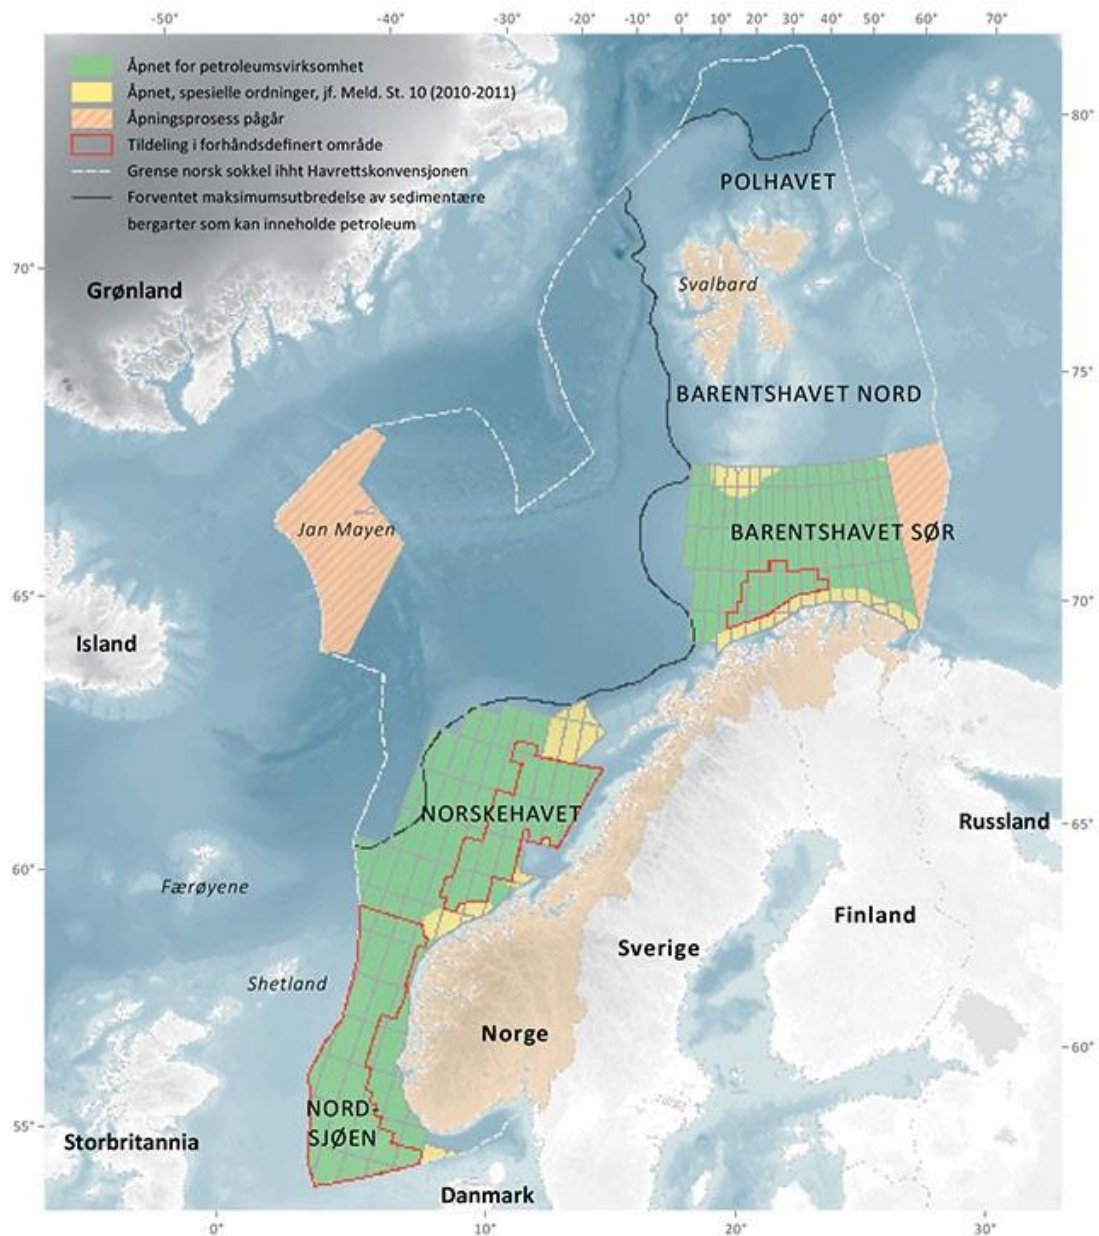 -50° -40° -30° -20° -10° 0° 10° 20° 30° 40° 50° 60° 70°
Åpnet for petroleumsvirksomhet
Åpnet, spesielle ordninger, jf. Meld. St. 10 (2010-2011)
Åpningsprosess pågår
Tildeling i forhåndsdefinert område
Grense norsk sokkel ihht Havrettskonvensjonen
Forventet maksimumsutbredelse av sedimentære
bergarter som kan inneholde petroleum
80°
POLHAVET
70°
Svalbard
Grønland
75°
BARENTSHAVET NORD
Jan Mayen
BARENTSHAVET SØR
65°
70°
Island
NORSKEHAVET
Russland
65°
60°
Færøyene
Finland
Sverige
Shetland
Norge
60°
NORD-
SJØEN
55°
Storbritannia
Danmark
0° 10° 20° 30°